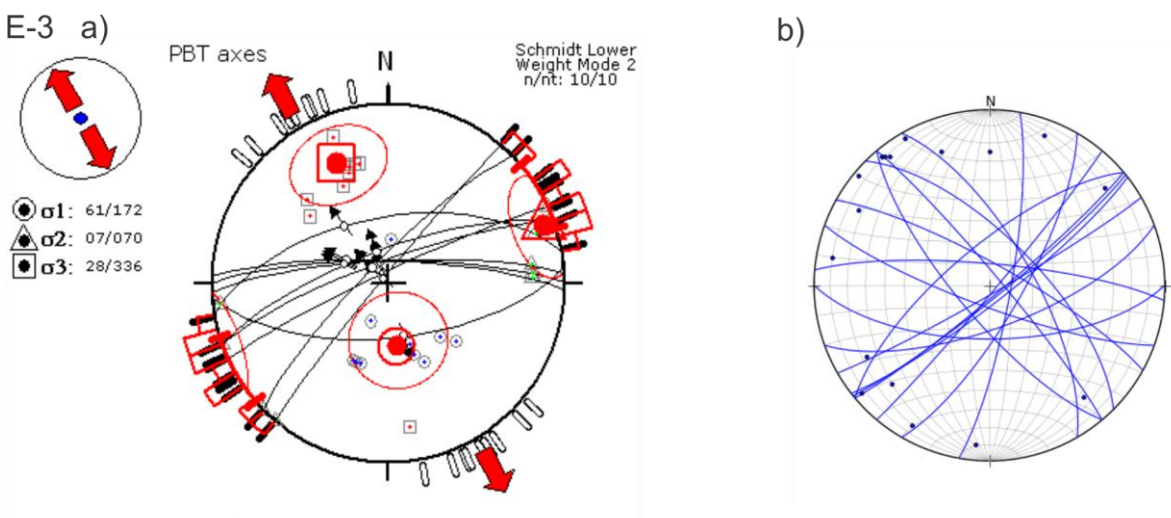 E-3 a)
PBT axes
N
Schmidt Lower
Weight Mode 2
n/nt: 10/10
σ1: 61/172
σ2: 07/070
σ3: 28/336
b)
N